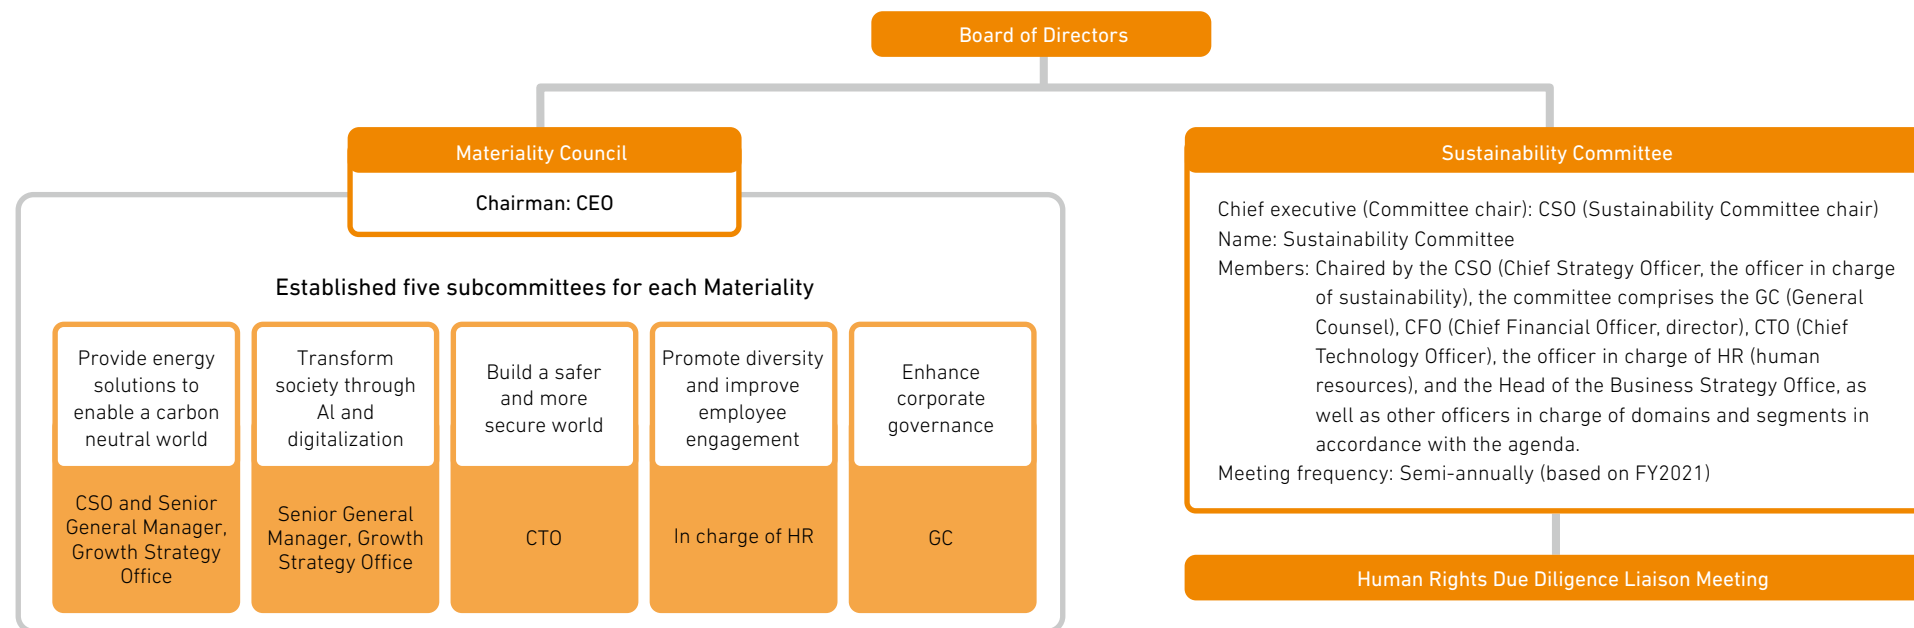 Board of Directors
Materiality Council
Chairman: CEO
Established five subcommittees for each Materiality
Provide energy
solutions to
enable a carbon
neutral world
CSO and Senior
General Manager,
Growth Strategy
Office
Transform
society through
AI and
digitalization
Senior General
Manager, Growth
Strategy Office
Build a safer
and more
secure world
CTO
Promote diversity
and improve
employee
engagement
In charge of HR
Enhance
corporate
governance
GC
Sustainability Committee
Chief executive (Committee chair): CSO (Sustainability Committee chair)
Name: Sustainability Committee
Members: Chaired by the CSO (Chief Strategy Officer, the officer in charge
of sustainability), the committee comprises the GC (General
Counsel), CFO (Chief Financial Officer, director), CTO (Chief
Technology Officer), the officer in charge of HR (human
resources), and the Head of the Business Strategy Office, as
well as other officers in charge of domains and segments in
accordance with the agenda.
Meeting frequency: Semi-annually (based on FY2021)
Human Rights Due Diligence Liaison Meeting